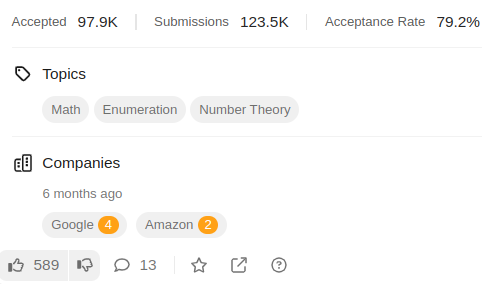 Accepted 97.9K Submissions 123.5K Acceptance Rate 79.2%
Topics
Math Enumeration Number Theory
Companies
6 months ago
Google 4 Amazon 2
589 13